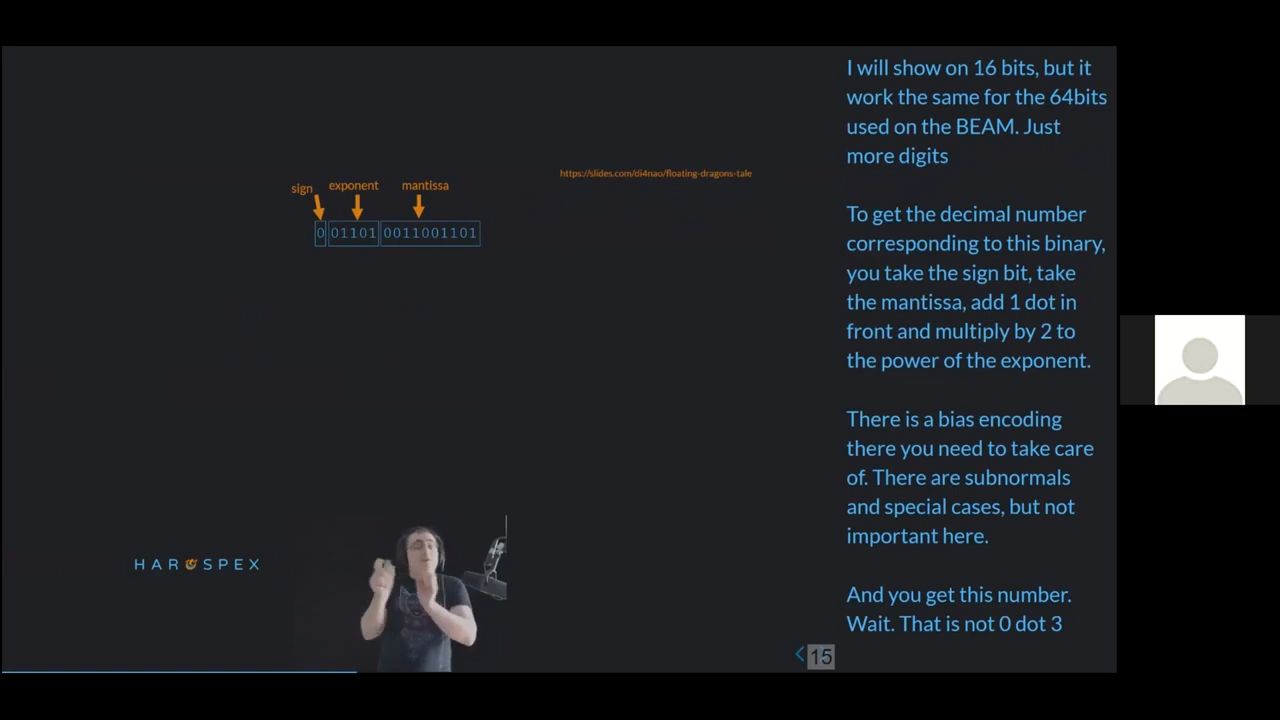 sign exponent mantissa
0 01101 0011001101
https://slides.com/di4nao/floating-dragons-tale
HAROSPEX
I will show on 16 bits, but it
work the same for the 64bits
used on the BEAM. Just
more digits
To get the decimal number
corresponding to this binary,
you take the sign bit, take
the mantissa, add 1 dot in
front and multiply by 2 to
the power of the exponent.
There is a bias encoding
there you need to take care
of. There are subnormals
and special cases, but not
important here.
And you get this number.
Wait. That is not 0 dot 3
15